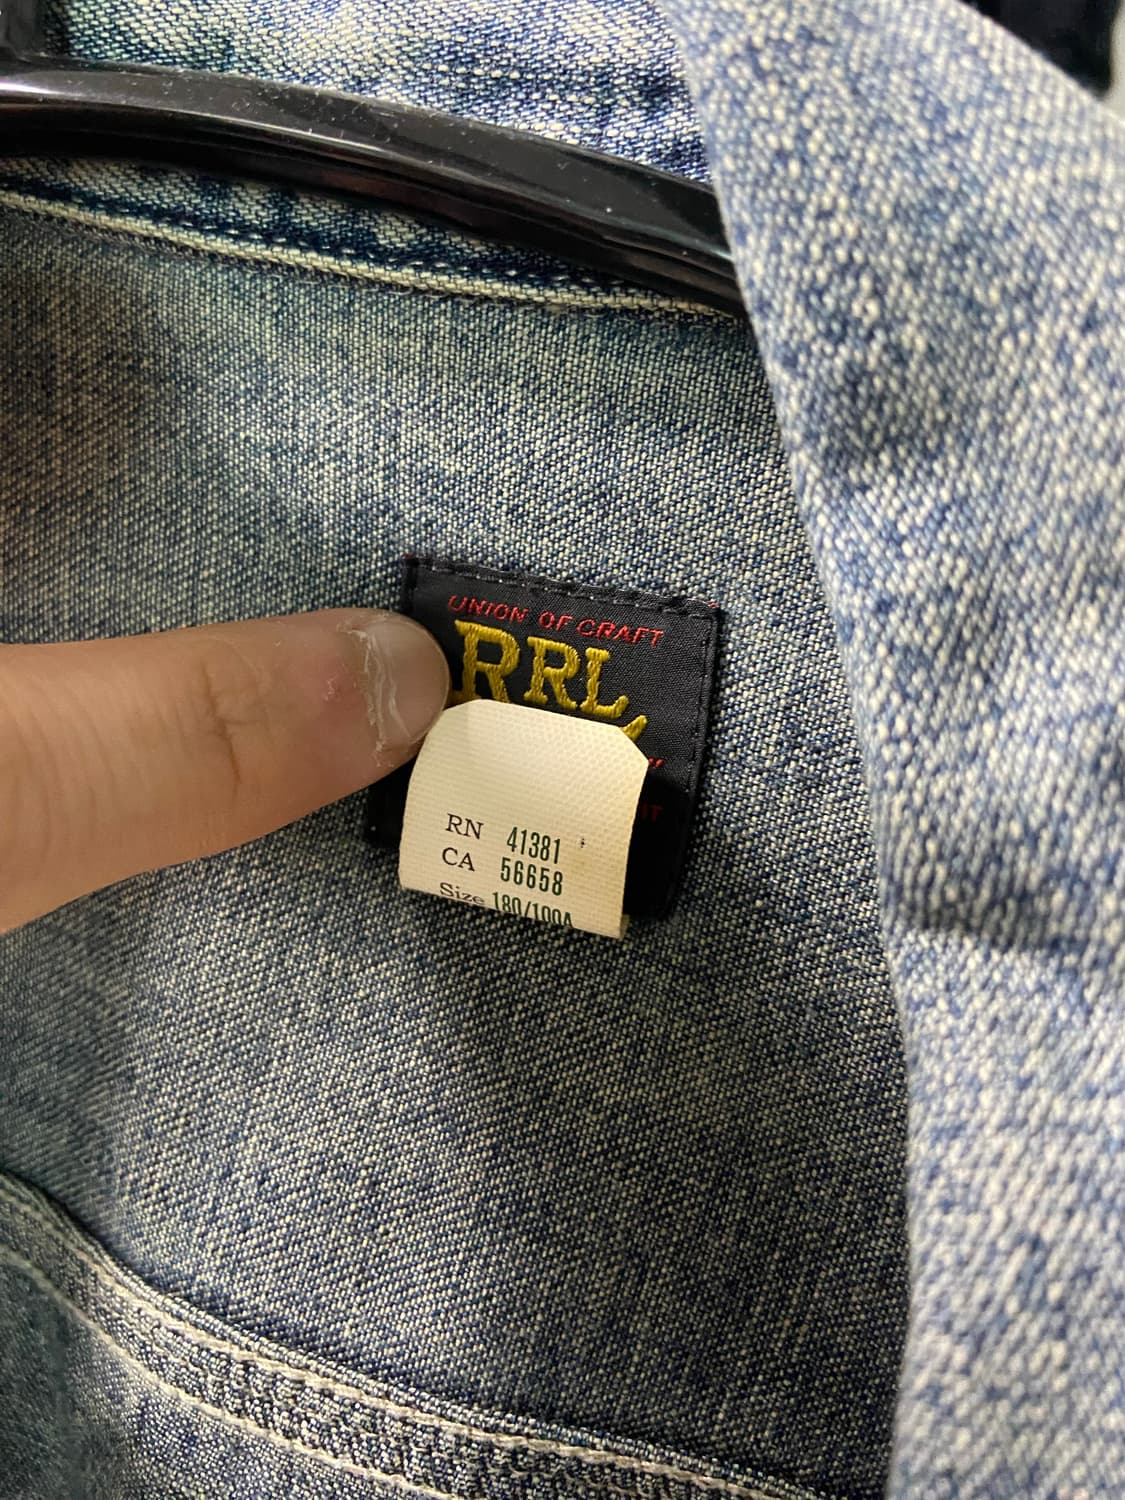 UNION OF CRAFT
RRL
RN 41381
CA 56658
Size 180/100A